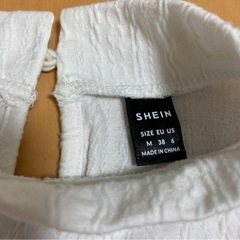 SHEIN
SIZE EU US
M 38 6
MADE IN CHINA